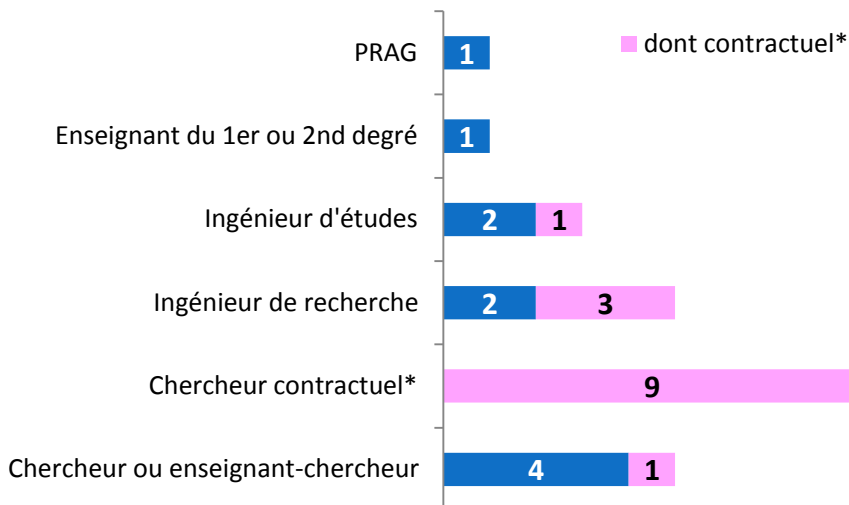 PRAG 1
dont contractuel*
Enseignant du 1er ou 2nd degré 1
Ingénieur d'études 2 1
Ingénieur de recherche 2 3
Chercheur contractuel* 9
Chercheur ou enseignant-chercheur 4 1